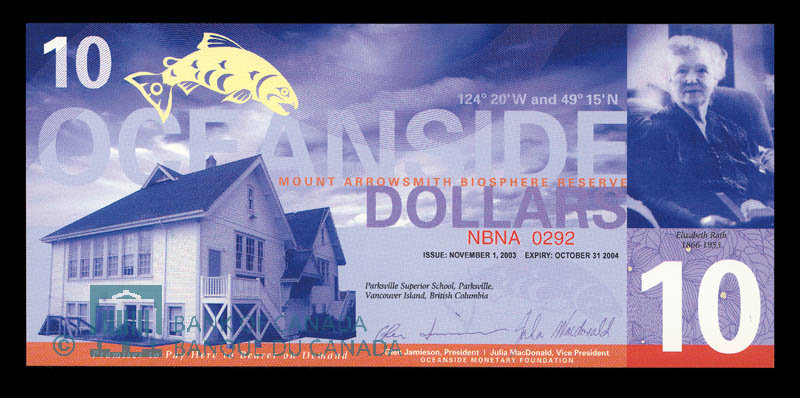 10
124° 20' W and 49° 15' N
OCEANSIDE
MOUNT ARROWSMITH BIOSPHERE RESERVE
DOLLARS
NBNA 0292
ISSUE: NOVEMBER 1, 2003 EXPIRY: OCTOBER 31 2004
Elizabeth Rath
1866-1953
Parksville Superior School, Parksville,
Vancouver Island, British Columbia
10
Glen Jamieson, President | Julia MacDonald, Vice President
OCEANSIDE MONETARY FOUNDATION
Pay Here to Bearer on Demand
© BANK OF CANADA
BANQUE DU CANADA